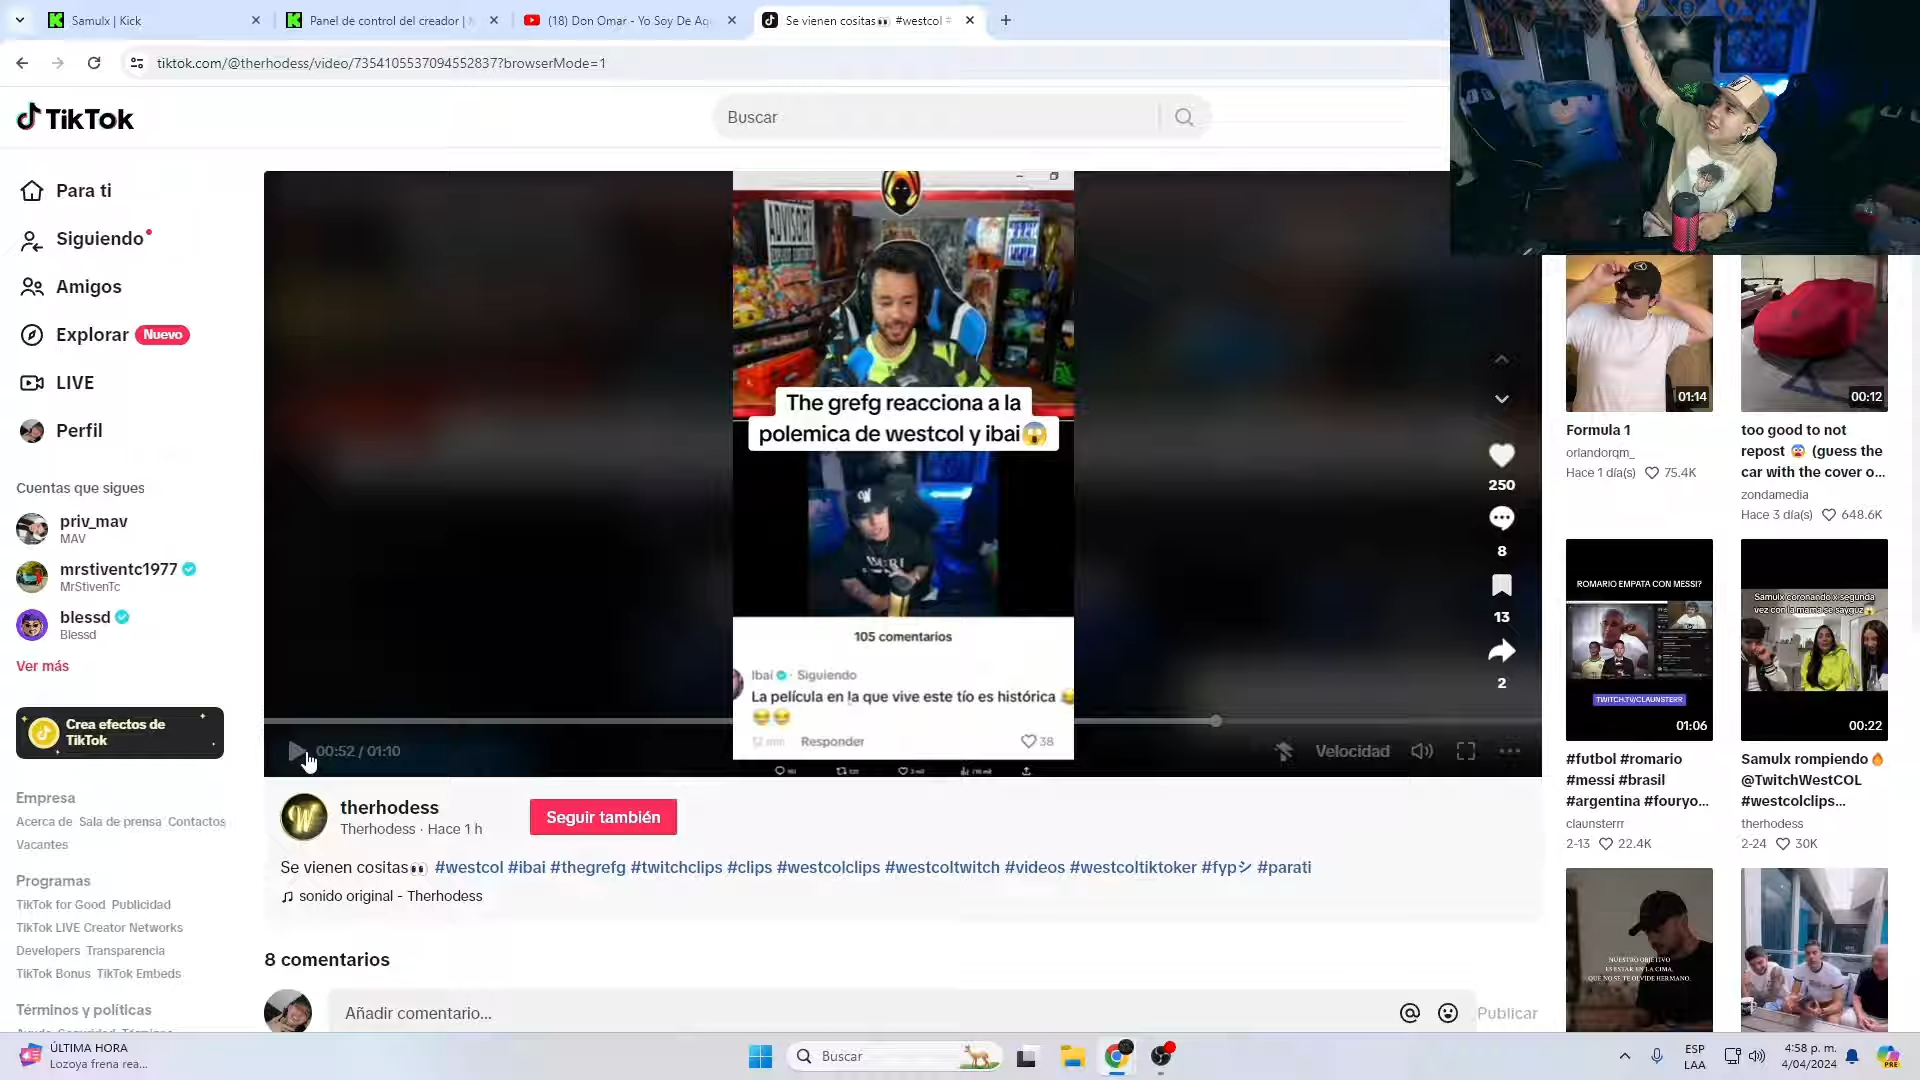 Samulx | Kick
Panel de control del creador |
(18) Don Omar - Yo Soy De Aq
Se vienen cositas👀 #westcol #
tiktok.com/@therhodess/video/7354105537094552837?browserMode=1
TikTok
Buscar
Para ti
Siguiendo
Amigos
Explorar Nuevo
LIVE
Perfil
Cuentas que sigues
priv_mav
MAV
mrstiventc1977
MrStivenTc
blessd
Blessd
Ver más
Crea efectos de
TikTok
Empresa
Acerca de Sala de prensa Contactos
Vacantes
Programas
TikTok for Good Publicidad
TikTok LIVE Creator Networks
Developers Transparencia
TikTok Bonus TikTok Embeds
Términos y políticas
ADVISORY
The grefg reacciona a la
polemica de westcol y ibai😱
105 comentarios
Ibai · Siguiendo
La película en la que vive este tío es histórica 😂
😂😂
Responder
38
00:52 / 01:10
Velocidad
250
8
13
2
therhodess
Therhodess · Hace 1 h
Seguir también
Se vienen cositas👀 #westcol #ibai #thegrefg #twitchclips #clips #westcolclips #westcoltwitch #videos #westcoltiktoker #fypシ #parati
sonido original - Therhodess
8 comentarios
Añadir comentario...
Publicar
01:14
Formula 1
orlandorqm_
Hace 1 día(s) 75.4K
00:12
too good to not
repost 😨 (guess the
car with the cover o...
zondamedia
Hace 3 día(s) 648.6K
ROMARIO EMPATA CON MESSI?
TWITCH.TV/CLAUNSTERR
01:06
#futbol #romario
#messi #brasil
#argentina #fouryo...
claunsterrr
2-13 22.4K
Samulx coronando x segunda
vez con la mama se sayguz😱
00:22
Samulx rompiendo🔥
@TwitchWestCOL
#westcolclips...
therhodess
2-24 30K
NUESTRO OBJETIVO
ES ESTAR EN LA CIMA,
QUE NO SE TE OLVIDE HERMANO.
ÚLTIMA HORA
Lozoya frena rea...
Buscar
ESP
LAA
4:58 p. m.
4/04/2024
PRE